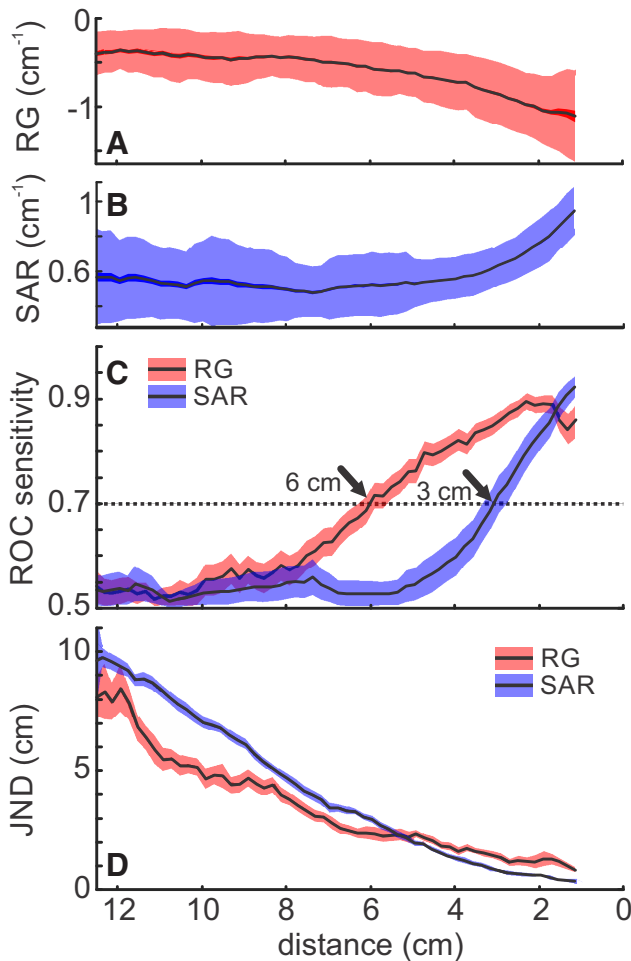 0
-1
RG (cm⁻¹)
A
B
1
0.6
SAR (cm⁻¹)
C
RG
SAR
0.9
0.7
0.5
ROC sensitivity
6 cm
3 cm
10
5
0
JND (cm)
RG
SAR
D
12 10 8 6 4 2 0
distance (cm)